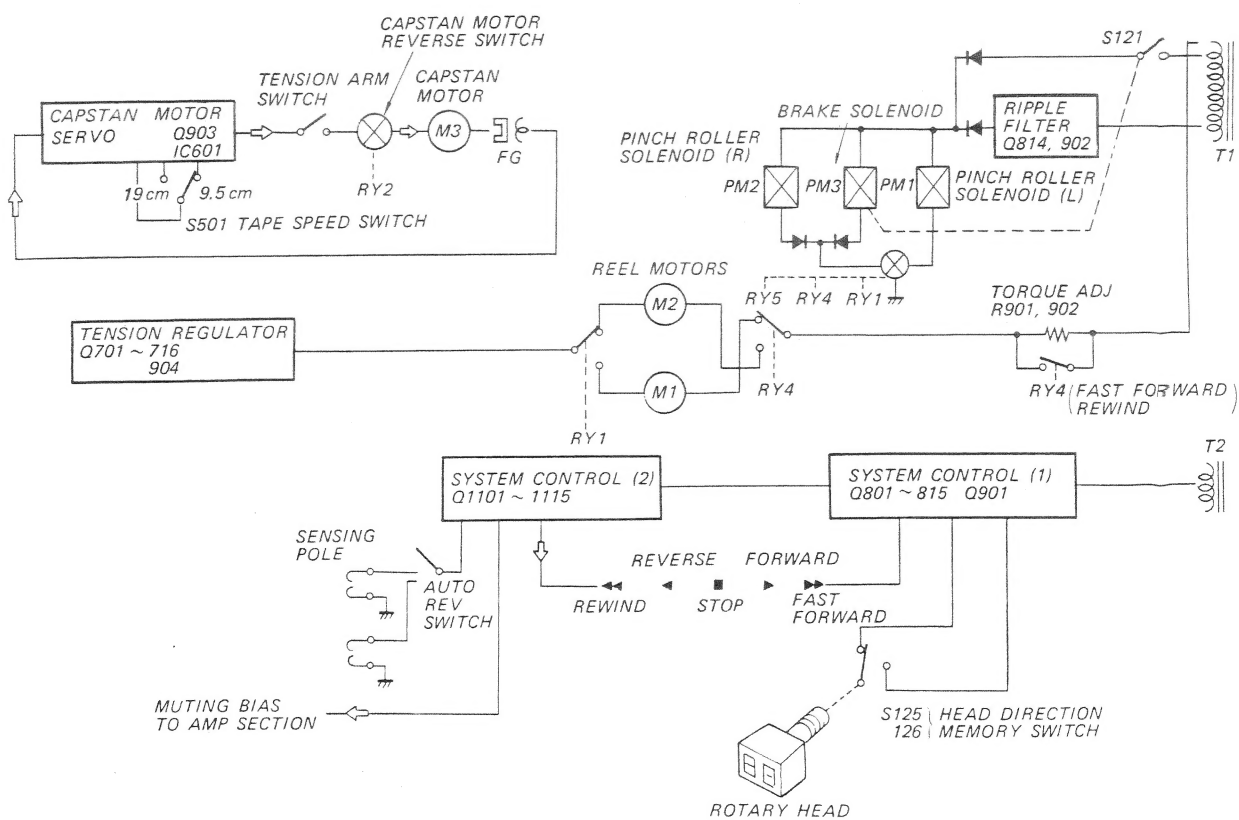 CAPSTAN MOTOR
REVERSE SWITCH
S121
TENSION ARM
SWITCH
CAPSTAN
MOTOR
CAPSTAN MOTOR
SERVO Q903
IC601
M3
FG
RY2
19 cm
9.5 cm
S501 TAPE SPEED SWITCH
BRAKE SOLENOID
RIPPLE
FILTER
Q814, 902
T1
PINCH ROLLER
SOLENOID (R)
PM2
PM3
PM1
PINCH ROLLER
SOLENOID (L)
REEL MOTORS
M2
RY5 RY4 RY1
TORQUE ADJ
R901, 902
TENSION REGULATOR
Q701 ~ 716
904
M1
RY4
RY4 (FAST FORWARD)
REWIND
RY1
T2
SYSTEM CONTROL (2)
Q1101 ~ 1115
SYSTEM CONTROL (1)
Q801 ~ 815 Q901
SENSING
POLE
AUTO
REV
SWITCH
REVERSE FORWARD
REWIND STOP FAST
FORWARD
MUTING BIAS
TO AMP SECTION
S125 ( HEAD DIRECTION
126 ( MEMORY SWITCH
ROTARY HEAD